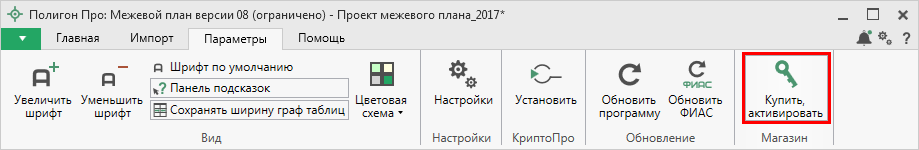 Полигон Про: Межевой план версии 08 (ограничено) - Проект межевого плана_2017*
Главная Импорт Параметры Помощь
?
Увеличить шрифт
Уменьшить шрифт
Шрифт по умолчанию
Панель подсказок
Сохранять ширину граф таблиц
Цветовая схема
Вид
Настройки
Настройки
Установить
КриптоПро
Обновить программу
ФИАС
Обновить ФИАС
Обновление
Купить, активировать
Магазин